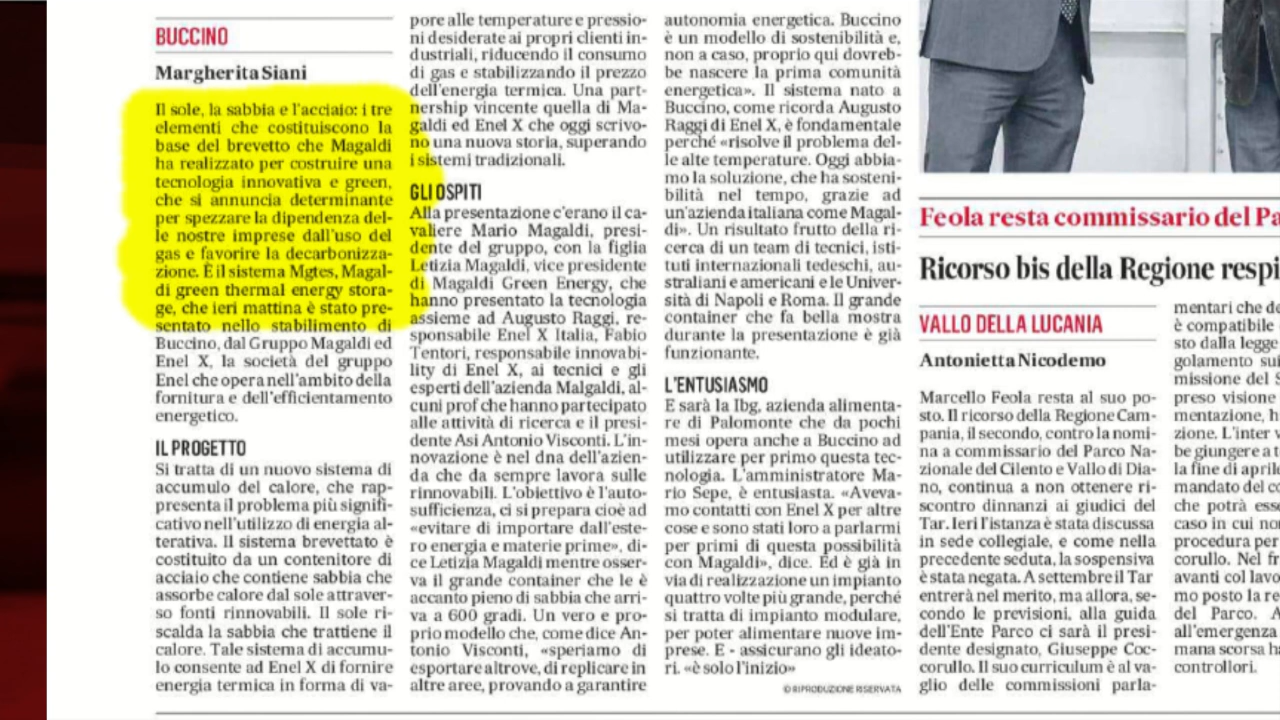 BUCCINO
Margherita Siani
Il sole, la sabbia e l'acciaio: i tre
elementi che costituiscono la
base del brevetto che Magaldi
ha realizzato per costruire una
tecnologia innovativa e green,
che si annuncia determinante
per spezzare la dipendenza del-
le nostre imprese dall'uso del
gas e favorire la decarbonizza-
zione. È il sistema Mgtes, Magal-
di green thermal energy stora-
ge, che ieri mattina è stato pre-
sentato nello stabilimento di
Buccino, dal Gruppo Magaldi ed
Enel X, la società del gruppo
Enel che opera nell'ambito della
fornitura e dell'efficientamento
energetico.
IL PROGETTO
Si tratta di un nuovo sistema di
accumulo del calore, che rap-
presenta il problema più signifi-
cativo nell'utilizzo di energia al-
terativa. Il sistema brevettato è
costituito da un contenitore di
acciaio che contiene sabbia che
assorbe calore dal sole attraver-
so fonti rinnovabili. Il sole ri-
scalda la sabbia che trattiene il
calore. Tale sistema di accumu-
lo consente ad Enel X di fornire
energia termica in forma di va-
pore alle temperature e pressio-
ni desiderate ai propri clienti in-
dustriali, riducendo il consumo
di gas e stabilizzando il prezzo
dell'energia termica. Una part-
nership vincente quella di Ma-
galdi ed Enel X che oggi scrivo-
no una nuova storia, superando
i sistemi tradizionali.
GLI OSPITI
Alla presentazione c'erano il ca-
valiere Mario Magaldi, presi-
dente del gruppo, con la figlia
Letizia Magaldi, vice presidente
di Magaldi Green Energy, che
hanno presentato la tecnologia
assieme ad Augusto Raggi, re-
sponsabile Enel X Italia, Fabio
Tentori, responsabile innovabi-
lity di Enel X, ai tecnici e gli
esperti dell'azienda Malgaldi, al-
cuni prof che hanno partecipato
alle attività di ricerca e il presi-
dente Asi Antonio Visconti. L'in-
novazione è nel dna dell'azien-
da che da sempre lavora sulle
rinnovabili. L'obiettivo è l'auto-
sufficienza, ci si prepara cioè ad
«evitare di importare dall'este-
ro energia e materie prime», di-
ce Letizia Magaldi mentre osser-
va il grande container che le è
accanto pieno di sabbia che arri-
va a 600 gradi. Un vero e pro-
prio modello che, come dice An-
tonio Visconti, «speriamo di
esportare altrove, di replicare in
altre aree, provando a garantire
autonomia energetica. Buccino
è un modello di sostenibilità e,
non a caso, proprio qui dovreb-
be nascere la prima comunità
energetica». Il sistema nato a
Buccino, come ricorda Augusto
Raggi di Enel X, è fondamentale
perché «risolve il problema del-
le alte temperature. Oggi abbia-
mo la soluzione, che ha sosteni-
bilità nel tempo, grazie ad
un'azienda italiana come Magal-
di». Un risultato frutto della ri-
cerca di un team di tecnici, isti-
tuti internazionali tedeschi, au-
straliani e americani e le Univer-
sità di Napoli e Roma. Il grande
container che fa bella mostra
durante la presentazione è già
funzionante.
L'ENTUSIASMO
E sarà la Ibg, azienda alimenta-
re di Palomonte che da pochi
mesi opera anche a Buccino ad
utilizzare per primo questa tec-
nologia. L'amministratore Ma-
rio Sepe, è entusiasta. «Aveva-
mo contatti con Enel X per altre
cose e sono stati loro a parlarmi
per primi di questa possibilità
con Magaldi», dice. Ed è già in
via di realizzazione un impianto
quattro volte più grande, perché
si tratta di impianto modulare,
per poter alimentare nuove im-
prese. E - assicurano gli ideato-
ri. «è solo l'inizio»
© RIPRODUZIONE RISERVATA
Feola resta commissario del Pa
Ricorso bis della Regione respi
VALLO DELLA LUCANIA
Antonietta Nicodemo
Marcello Feola resta al suo po-
sto. Il ricorso della Regione Cam-
pania, il secondo, contro la nomi-
na a commissario del Parco Na-
zionale del Cilento e Vallo di Dia-
no, continua a non ottenere ri-
scontro dinnanzi ai giudici del
Tar. Ieri l'istanza è stata discussa
in sede collegiale, e come nella
precedente seduta, la sospensiva
è stata negata. A settembre il Tar
entrerà nel merito, ma allora, se-
condo le previsioni, alla guida
dell'Ente Parco ci sarà il presi-
dente designato, Giuseppe Coc-
corullo. Il suo curriculum è al va-
glio delle commissioni parla-
mentari che de
è compatibile
sto dalla legge
golamento sui
missione del S
preso visione
mentazione, h
zione. L'inter v
be giungere a t
la fine di aprile
mandato del co
che potrà esse
caso in cui non
procedura per
corullo. Nel fr
avanti col lavo
mo posto la re
del Parco. A
all'emergenza
mana scorsa ha
controllori.